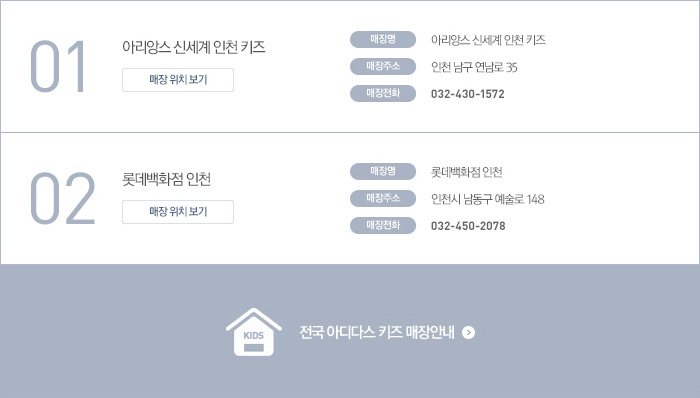 01
아리앙스 신세계 인천 키즈
매장 위치 보기
매장명 아리앙스 신세계 인천 키즈
매장주소 인천 남구 연남로 35
매장전화 032-430-1572
02
롯데백화점 인천
매장 위치 보기
매장명 롯데백화점 인천
매장주소 인천시 남동구 예술로 148
매장전화 032-450-2078
KIDS
전국 아디다스 키즈 매장안내